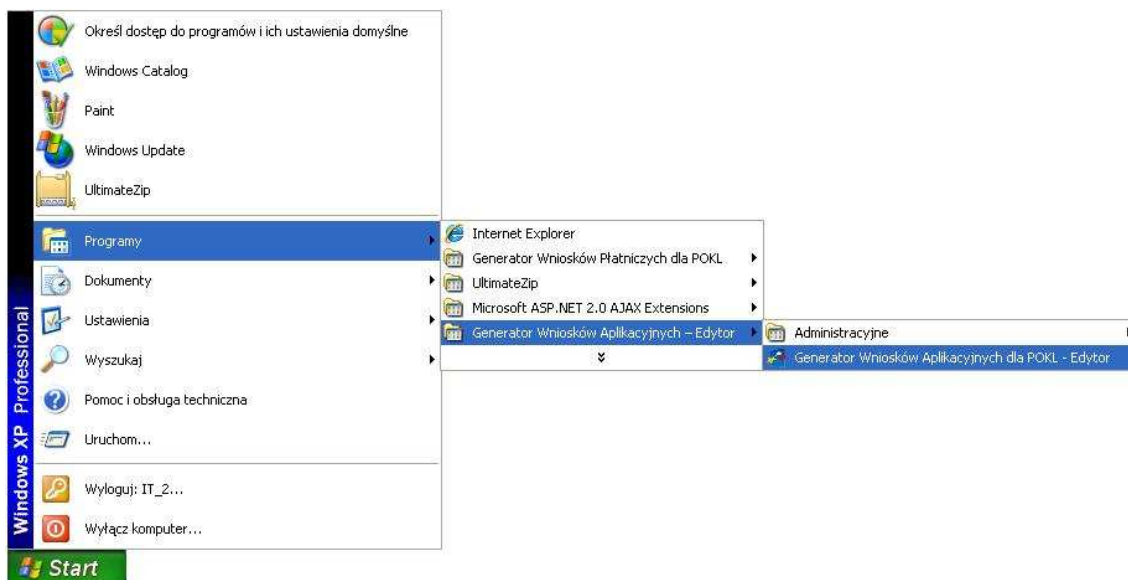 Określ dostęp do programów i ich ustawienia domyślne
Windows Catalog
Paint
Windows Update
UltimateZip
Programy
Dokumenty
Ustawienia
Wyszukaj
Pomoc i obsługa techniczna
Uruchom...
Wyloguj: IT_2...
Wyłącz komputer...
Windows XP Professional
Start
Internet Explorer
Generator Wniosków Płatniczych dla POKL
UltimateZip
Microsoft ASP.NET 2.0 AJAX Extensions
Generator Wniosków Aplikacyjnych – Edytor
Administracyjne
Generator Wniosków Aplikacyjnych dla POKL - Edytor